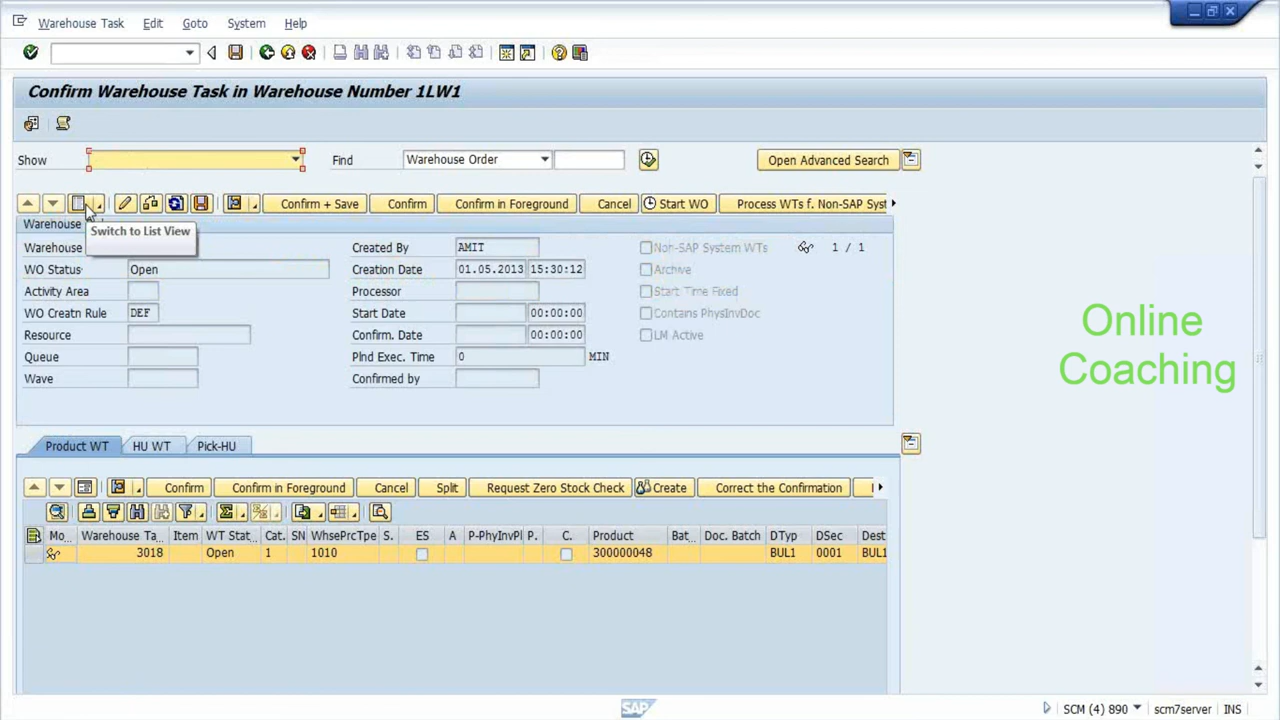 Warehouse Task Edit Goto System Help
Confirm Warehouse Task in Warehouse Number 1LW1
Show Find Warehouse Order Open Advanced Search
Confirm + Save Confirm Confirm in Foreground Cancel Start WO Process WTs f. Non-SAP Syst
Warehouse
Switch to List View
Warehouse Created By AMIT Non-SAP System WTs 1 / 1
WO Status Open Creation Date 01.05.2013 15:30:12 Archive
Activity Area Processor Start Time Fixed
WO Creatn Rule DEF Start Date 00:00:00 Contains PhysInvDoc
Resource Confirm. Date 00:00:00 LM Active
Queue Plnd Exec. Time 0 MIN
Wave Confirmed by
Online
Coaching
Product WT HU WT Pick-HU
Confirm Confirm in Foreground Cancel Split Request Zero Stock Check Create Correct the Confirmation
Mo... Warehouse Ta... Item WT Stat... Cat. SN WhsePrcTpe S. ES A P-PhyInvPl P. C. Product Bat... Doc. Batch DTyp DSec Dest
3018 Open 1 1010 300000048 BUL1 0001 BUL1
SAP SCM (4) 890 scm7server INS